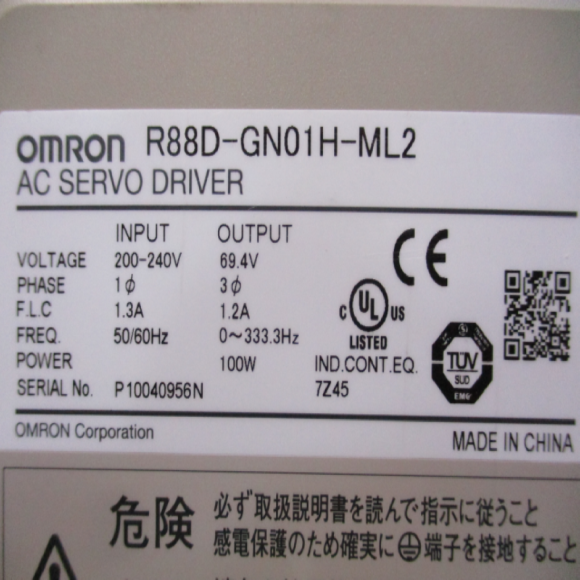 OMRON R88D-GN01H-ML2
AC SERVO DRIVER
INPUT OUTPUT
VOLTAGE 200-240V 69.4V
PHASE 1ϕ 3ϕ
F.L.C 1.3A 1.2A
FREQ. 50/60Hz 0～333.3Hz
POWER 100W
SERIAL No. P10040956N
CE
C UL US
LISTED
IND.CONT.EQ.
7Z45
TÜV
SÜD
EMV
OMRON Corporation
MADE IN CHINA
危険
必ず取扱説明書を読んで指示に従うこと
感電保護のため確実に端子を接地すること